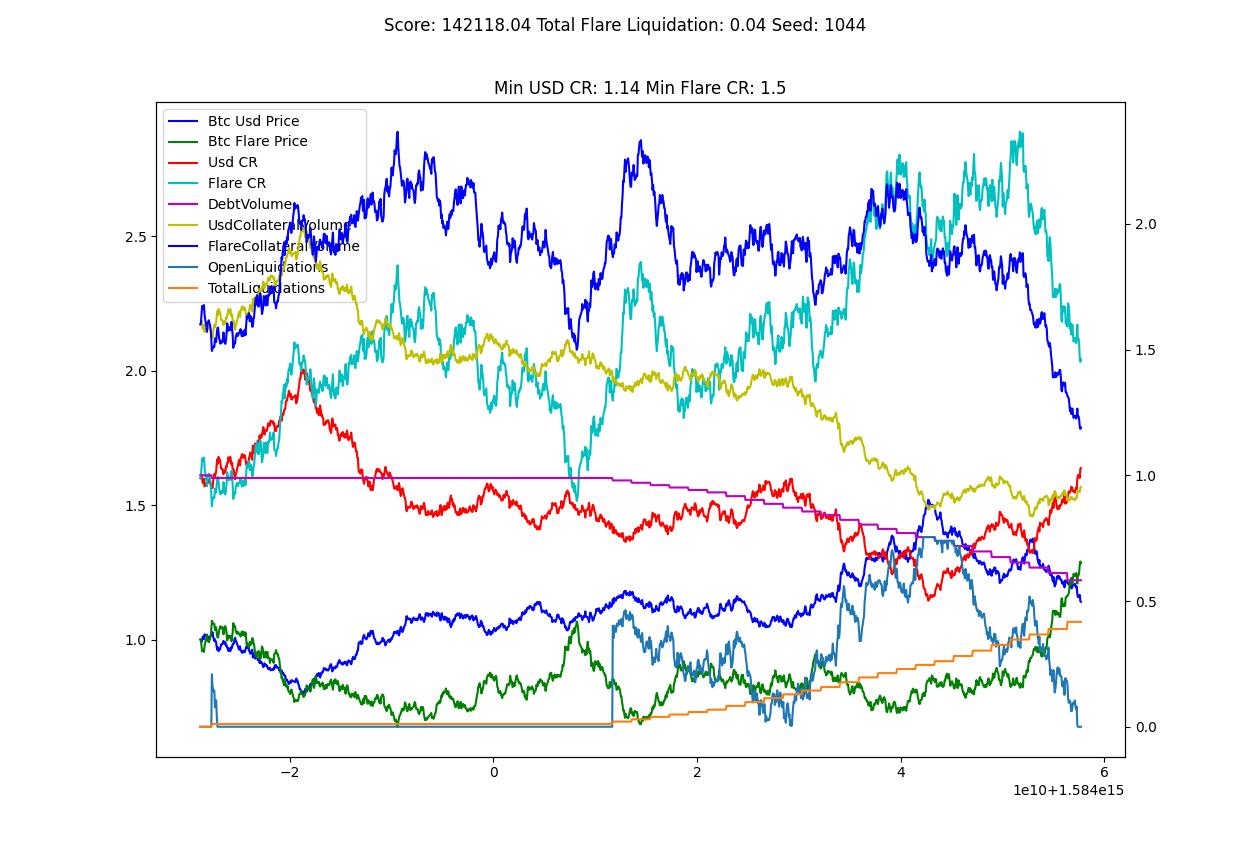 Score: 142118.04 Total Flare Liquidation: 0.04 Seed: 1044
Min USD CR: 1.14 Min Flare CR: 1.5
Btc Usd Price
Btc Flare Price
Usd CR
Flare CR
DebtVolume
UsdCollateralVolume
FlareCollateralVolume
OpenLiquidations
TotalLiquidations
2.5
2.0
1.5
1.0
2.0
1.5
1.0
0.5
0.0
−2
0
2
4
6
1e10+1.584e15